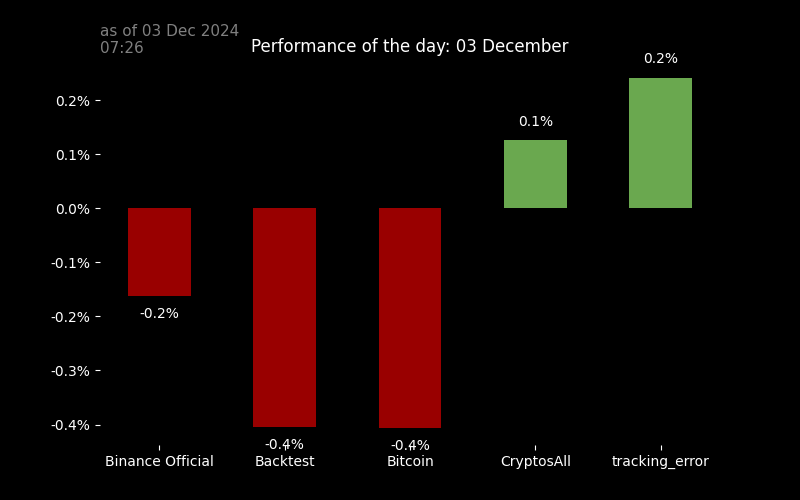 as of 03 Dec 2024
07:26
Performance of the day: 03 December
0.2%
0.1%
0.0%
-0.1%
-0.2%
-0.3%
-0.4%
-0.2%
-0.4%
-0.4%
0.1%
0.2%
Binance Official
Backtest
Bitcoin
CryptosAll
tracking_error